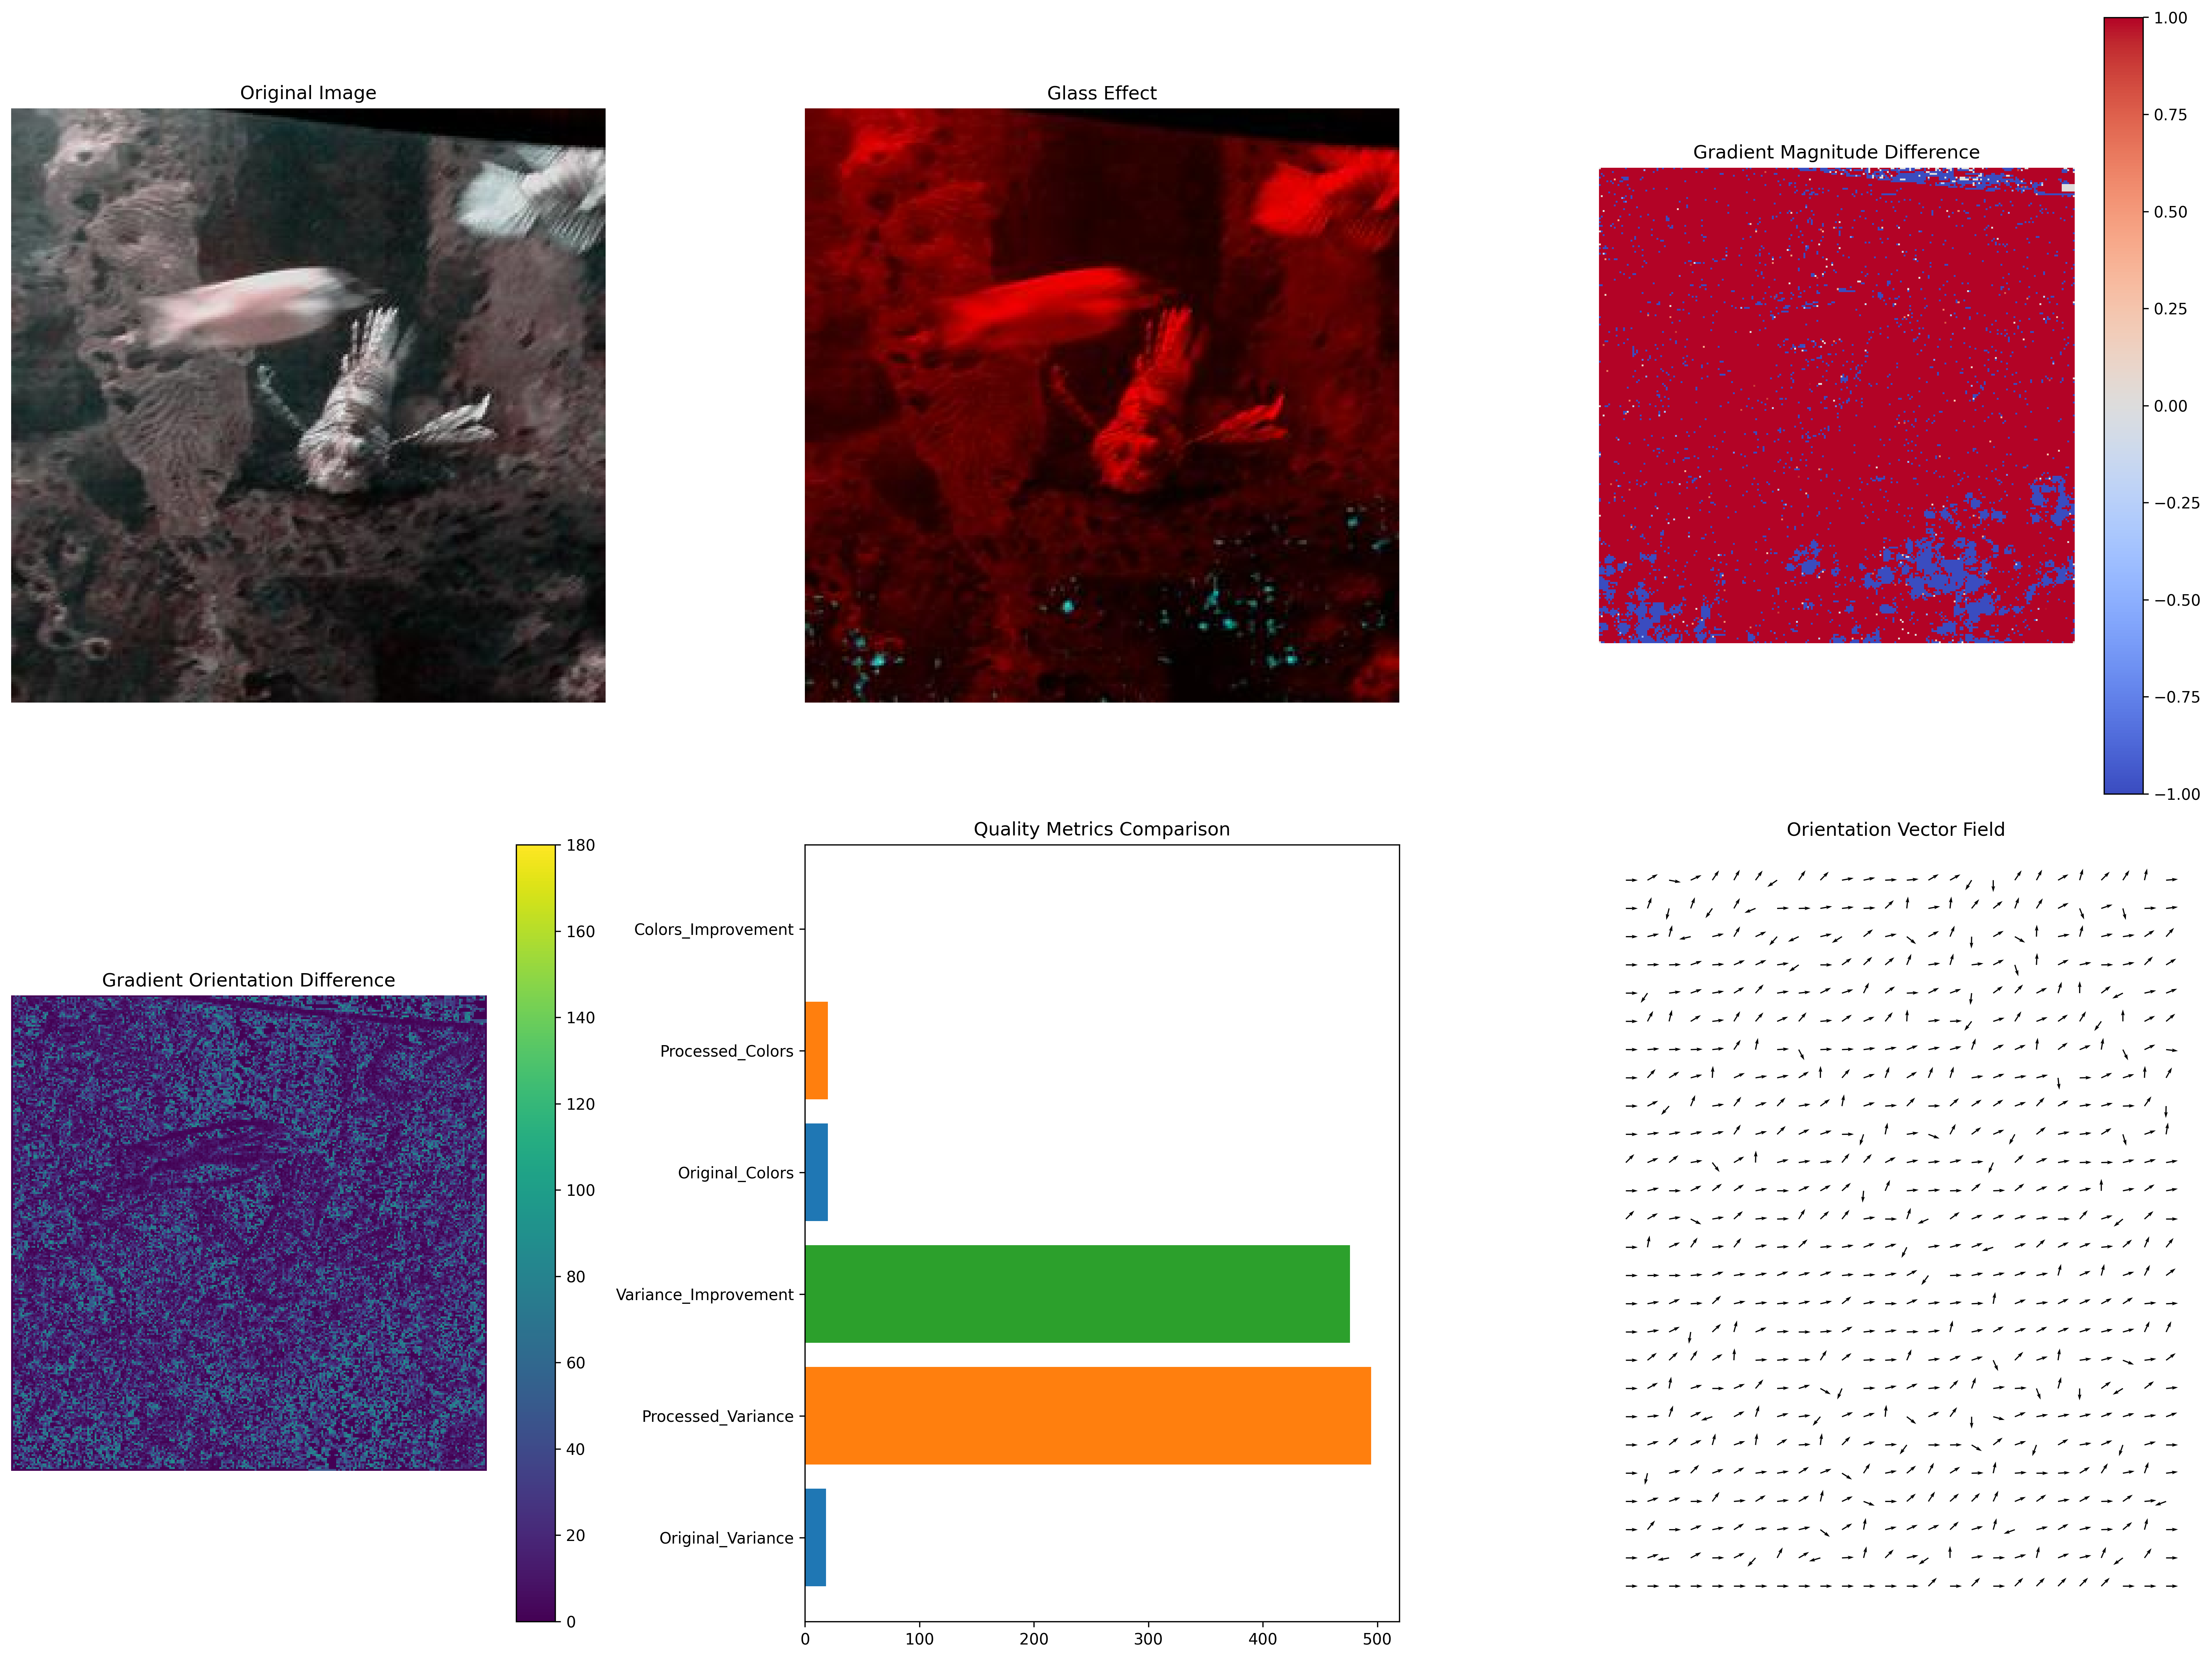 Original Image
Glass Effect
Gradient Magnitude Difference
1.00
0.75
0.50
0.25
0.00
−0.25
−0.50
−0.75
−1.00
Gradient Orientation Difference
180
160
140
120
100
80
60
40
20
0
Quality Metrics Comparison
Colors_Improvement
Processed_Colors
Original_Colors
Variance_Improvement
Processed_Variance
Original_Variance
0 100 200 300 400 500
Orientation Vector Field